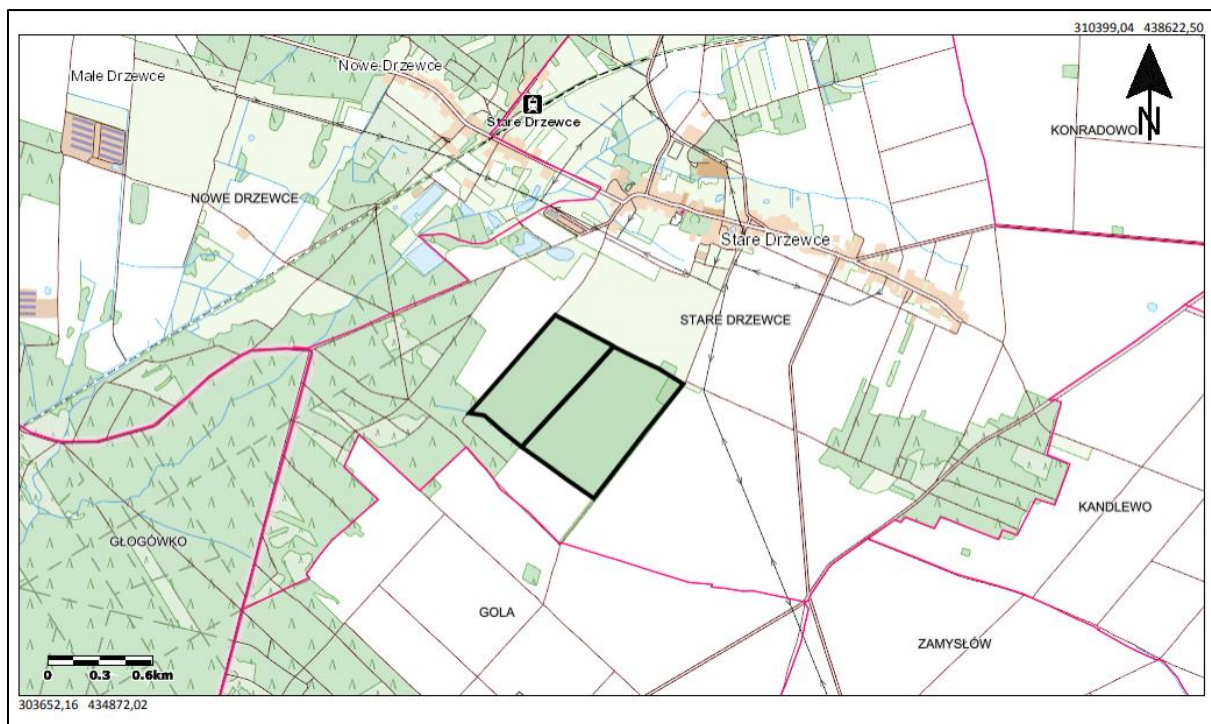 310399,04 438622,50
Nowe Drzewce
Małe Drzewce
Stare Drzewce
KONRADOWO
N
NOWE DRZEWCE
Stare Drzewce
STARE DRZEWCE
KANDLEWO
GŁOGÓWKO
GOLA
ZAMYSŁÓW
0 0.3 0.6km
303652,16 434872,02